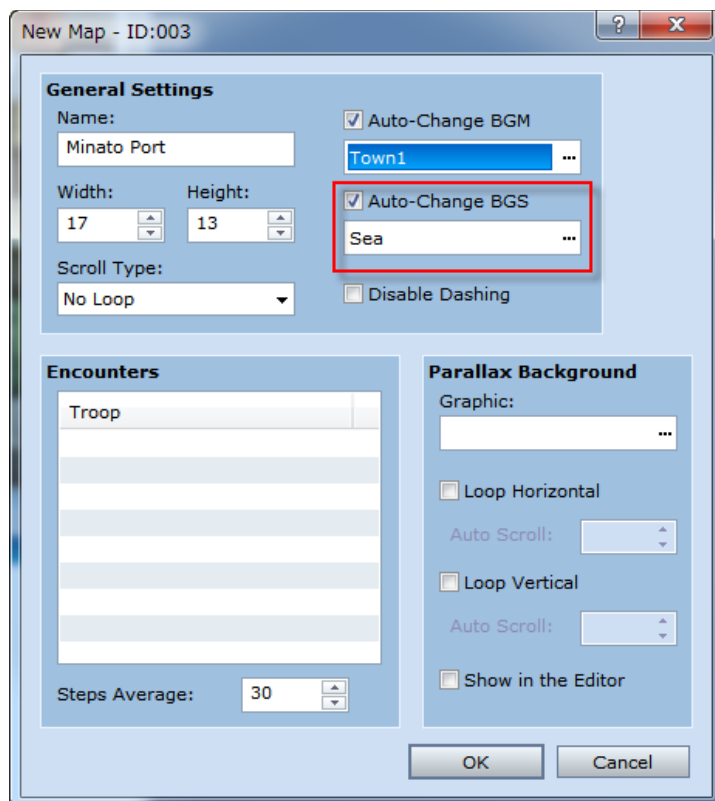 New Map - ID:003
General Settings
Name:
Minato Port
Width:
Height:
17
13
Scroll Type:
No Loop
Auto-Change BGM
Town1
...
Auto-Change BGS
Sea
...
Disable Dashing
Encounters
Troop
Steps Average:
30
Parallax Background
Graphic:
...
Loop Horizontal
Auto Scroll:
Loop Vertical
Auto Scroll:
Show in the Editor
OK
Cancel